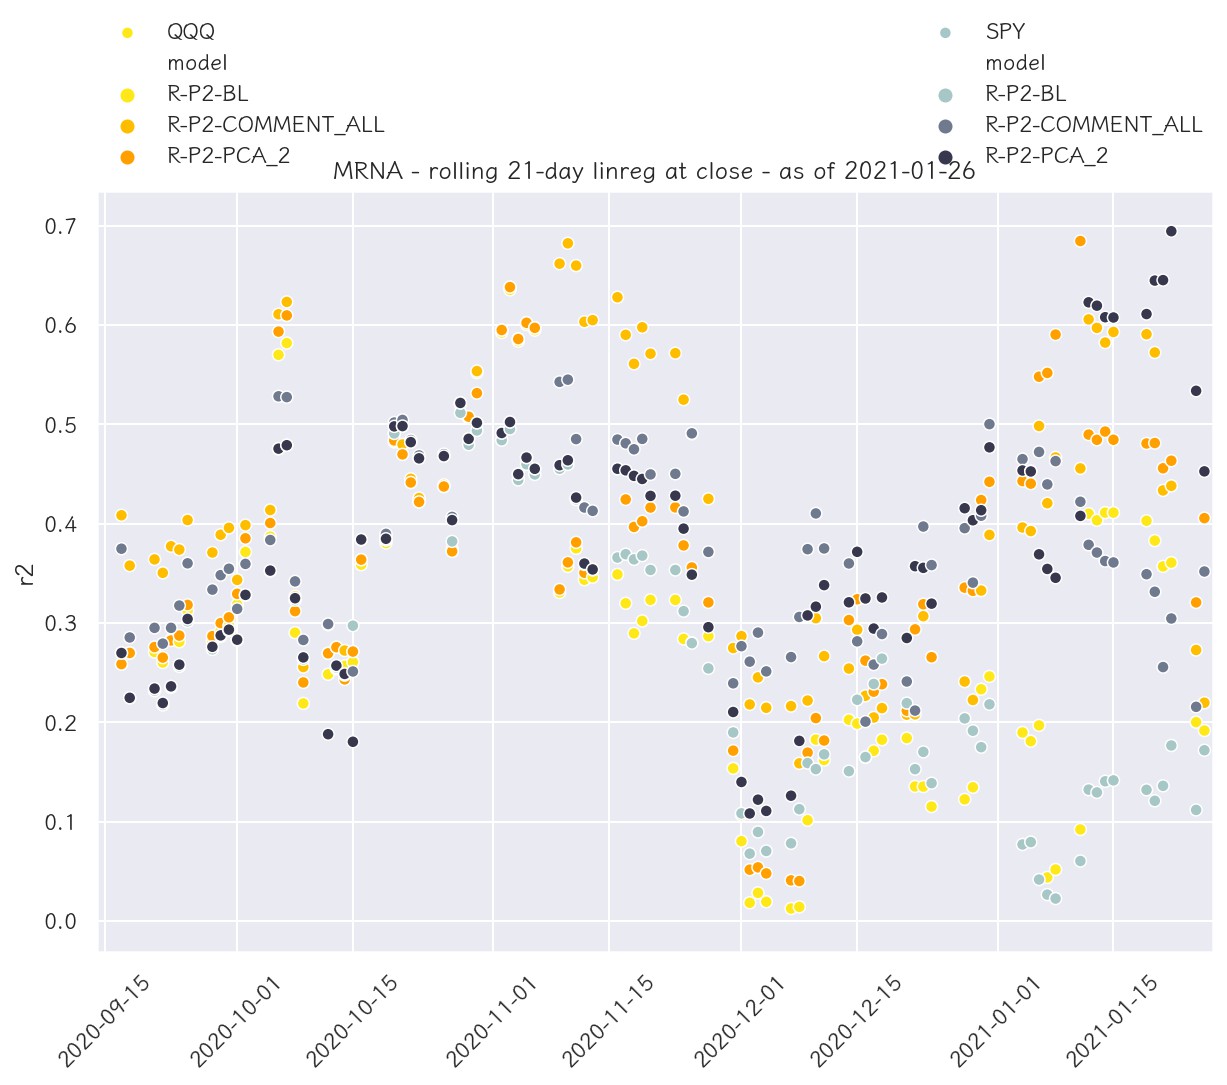 QQQ
model
R-P2-BL
R-P2-COMMENT_ALL
R-P2-PCA_2
SPY
model
R-P2-BL
R-P2-COMMENT_ALL
R-P2-PCA_2
MRNA - rolling 21-day linreg at close - as of 2021-01-26
0.7
0.6
0.5
0.4
0.3
0.2
0.1
0.0
r2
2020-09-15
2020-10-01
2020-10-15
2020-11-01
2020-11-15
2020-12-01
2020-12-15
2021-01-01
2021-01-15